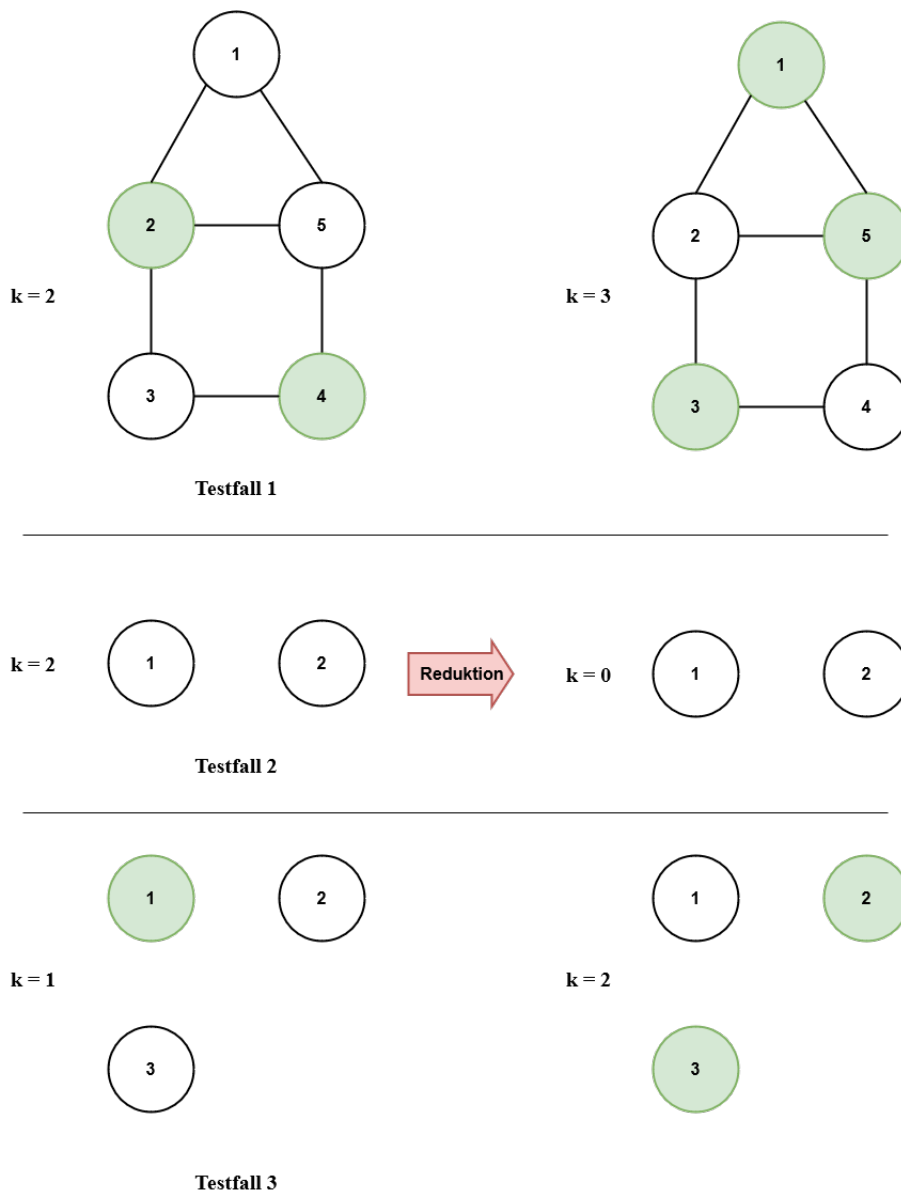 1
1
2
5
2
5
k = 2
k = 3
3
4
3
4
Testfall 1
k = 2
1
2
Reduktion
k = 0
1
2
Testfall 2
1
2
1
2
k = 1
k = 2
3
3
Testfall 3